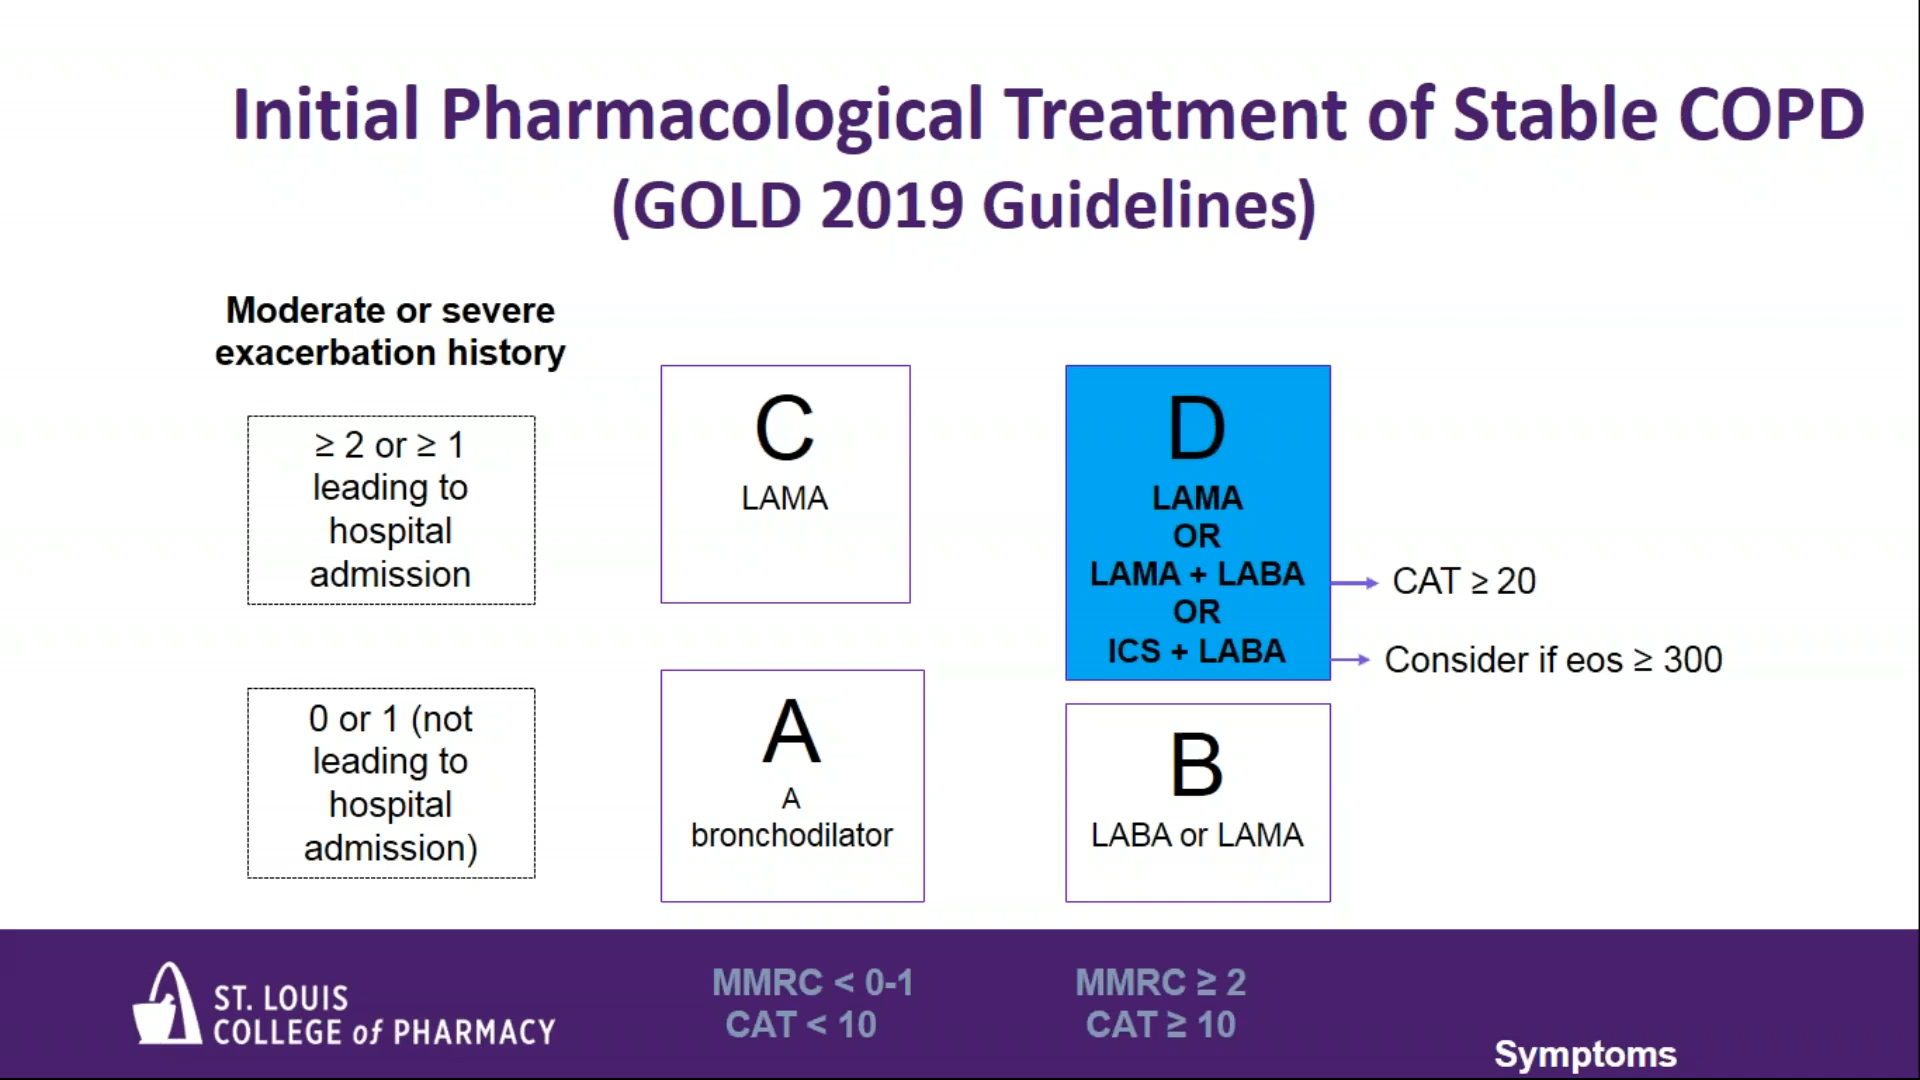 Initial Pharmacological Treatment of Stable COPD
(GOLD 2019 Guidelines)
Moderate or severe
exacerbation history
≥ 2 or ≥ 1
leading to
hospital
admission
C
LAMA
D
LAMA
OR
LAMA + LABA
OR
ICS + LABA
CAT ≥ 20
Consider if eos ≥ 300
0 or 1 (not
leading to
hospital
admission)
A
A
bronchodilator
B
LABA or LAMA
MMRC < 0-1
CAT < 10
MMRC ≥ 2
CAT ≥ 10
Symptoms
ST. LOUIS
COLLEGE of PHARMACY